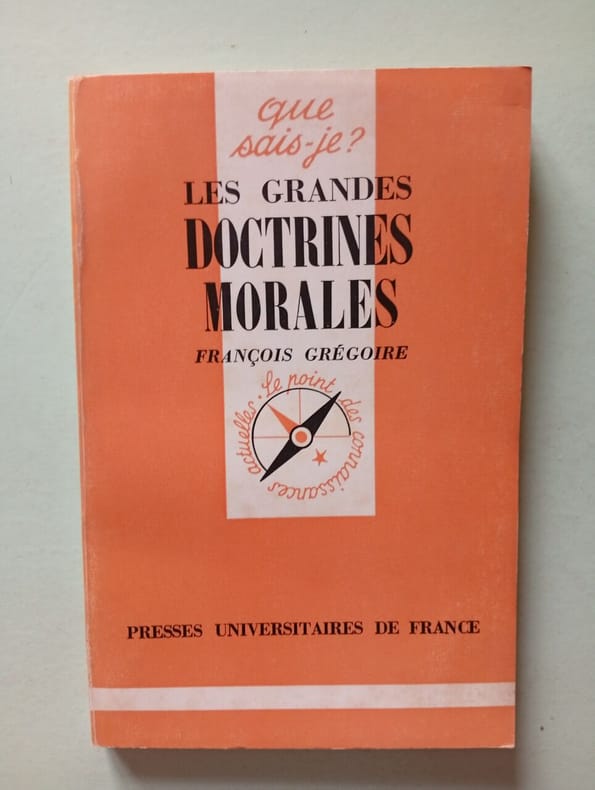 que
sais-je?
LES GRANDES
DOCTRINES
MORALES
FRANÇOIS GRÉGOIRE
Le point des connaissances actuelles.
PRESSES UNIVERSITAIRES DE FRANCE